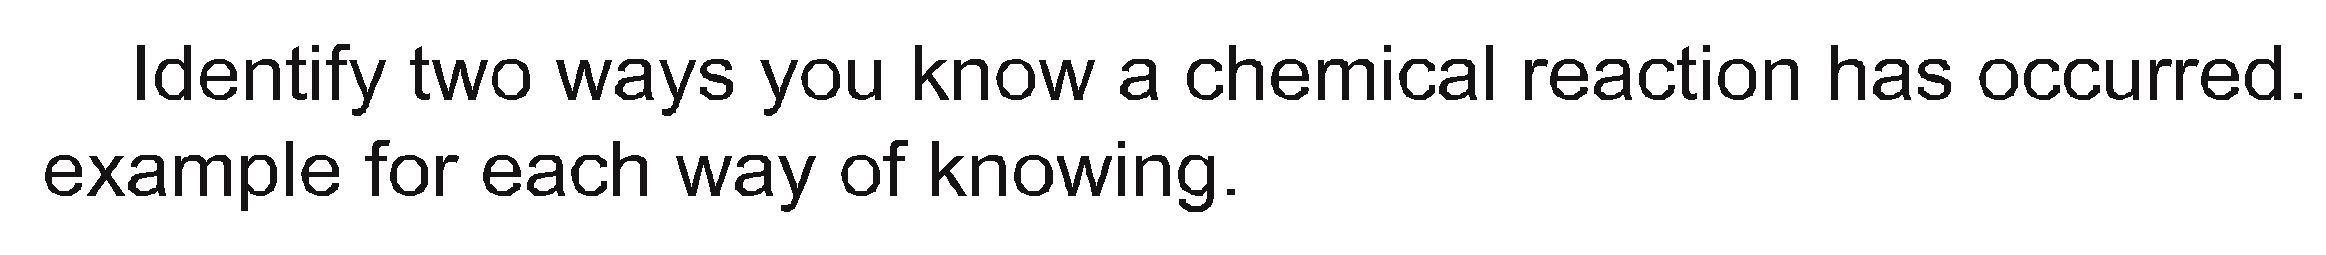 Identify two ways you know a chemical reaction has occurred.
example for each way of knowing.